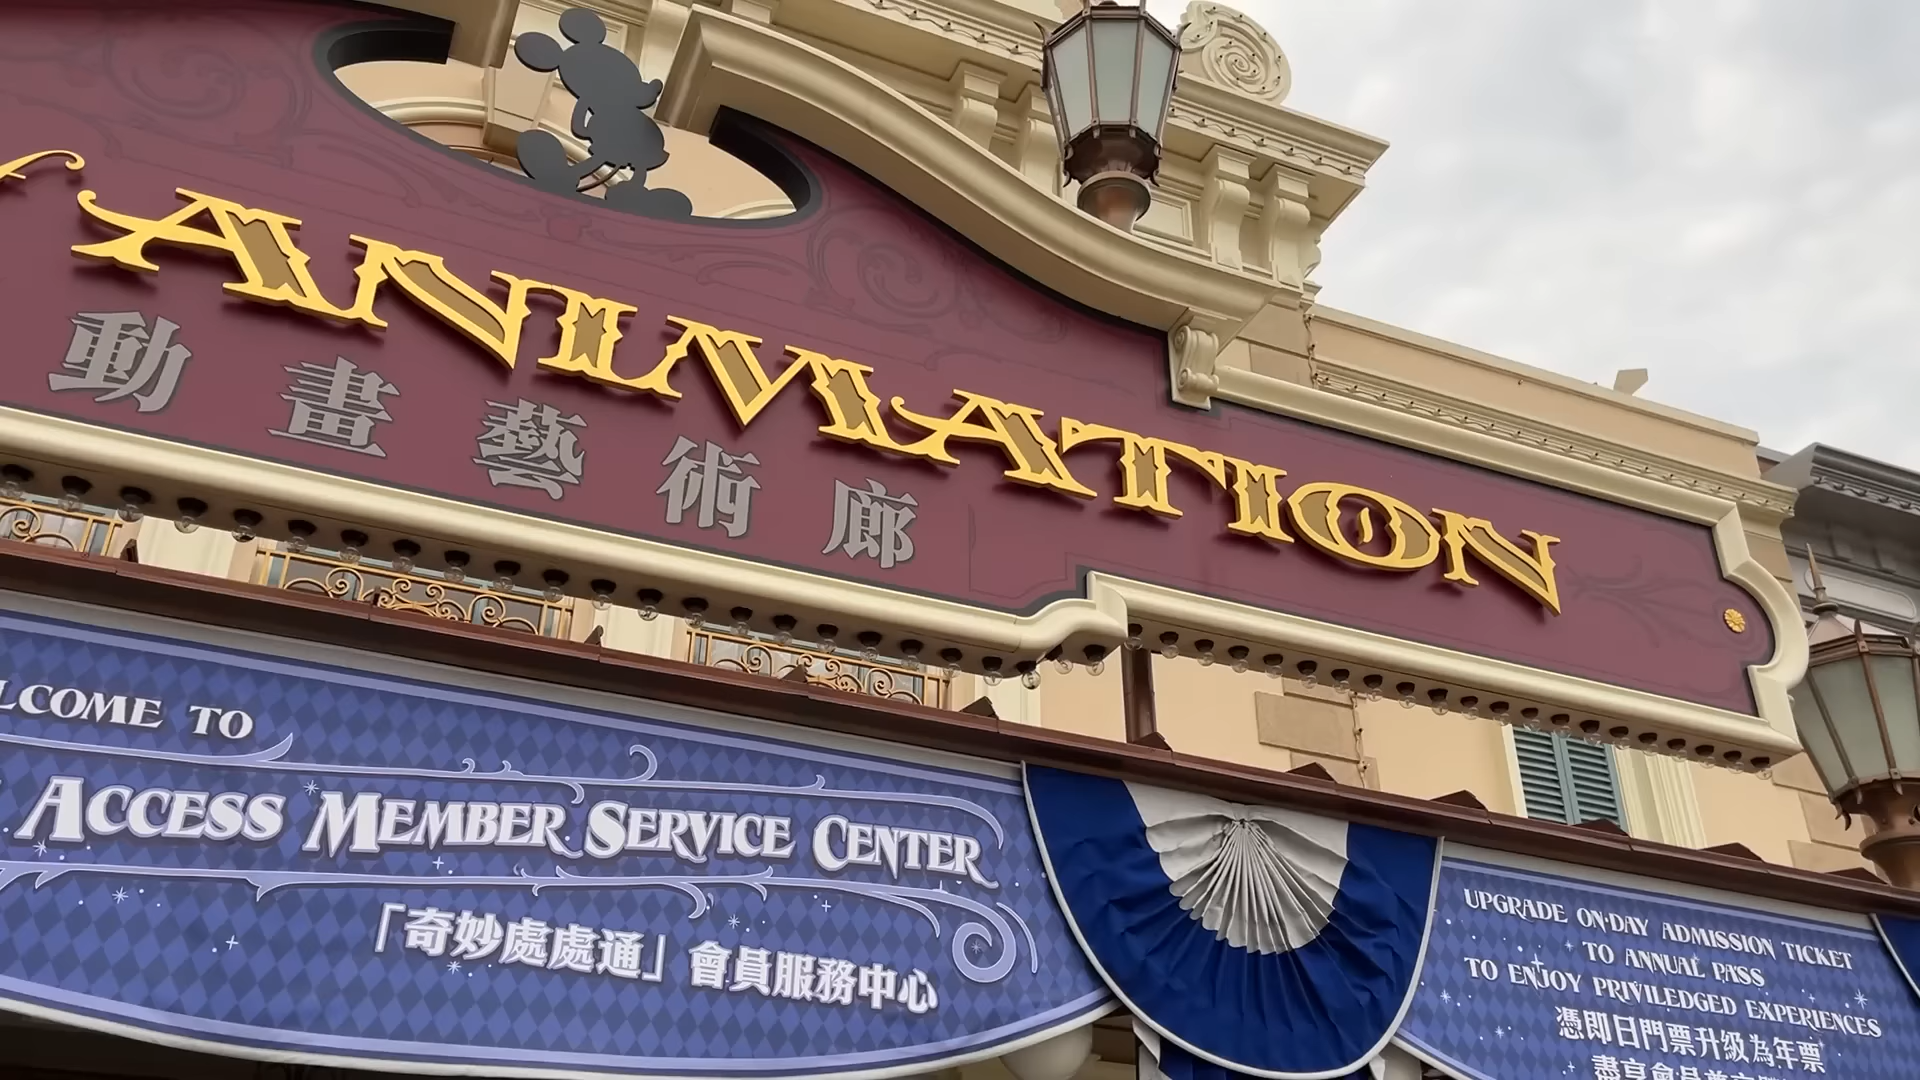 ANIMATION
動畫藝術廊
LCOME TO
ACCESS MEMBER SERVICE CENTER
「奇妙處處通」會員服務中心
UPGRADE ON-DAY ADMISSION TICKET
TO ANNUAL PASS
TO ENJOY PRIVILEDGED EXPERIENCES
憑即日門票升級為年票